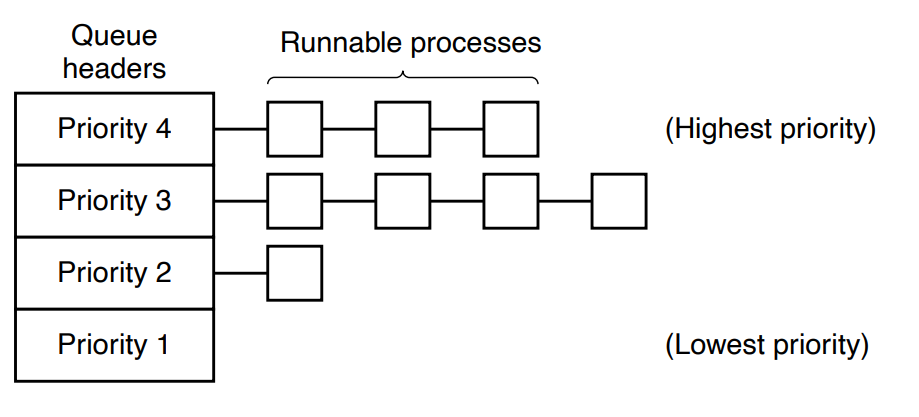 Queue
headers
Runnable processes
Priority 4
(Highest priority)
Priority 3
Priority 2
Priority 1
(Lowest priority)